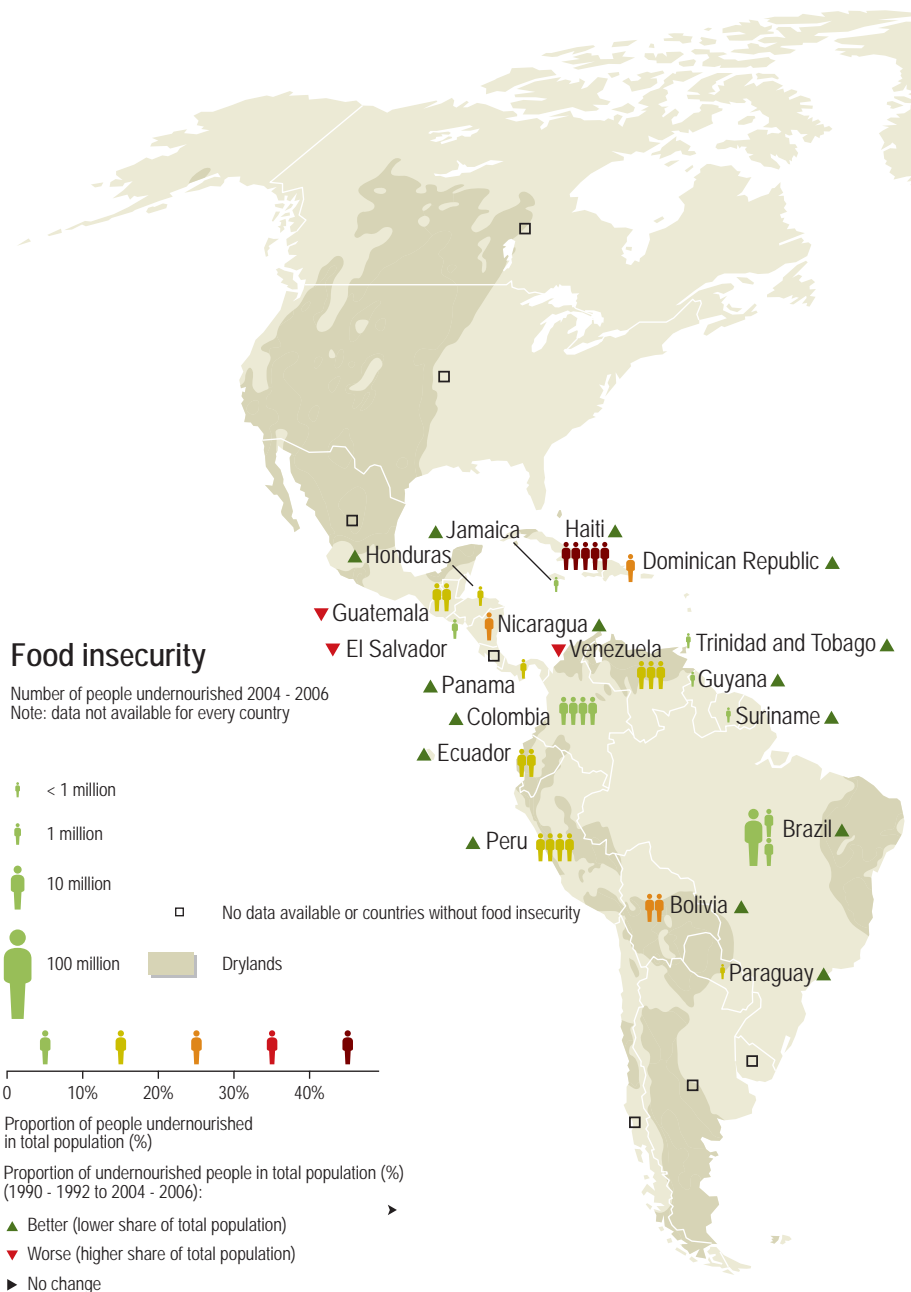 Jamaica
Haiti
Honduras
Dominican Republic
Guatemala
Nicaragua
El Salvador
Venezuela
Trinidad and Tobago
Panama
Guyana
Colombia
Suriname
Ecuador
Peru
Brazil
Bolivia
Paraguay
Food insecurity
Number of people undernourished 2004 - 2006
Note: data not available for every country
< 1 million
1 million
10 million
100 million
No data available or countries without food insecurity
Drylands
0 10% 20% 30% 40%
Proportion of people undernourished
in total population (%)
Proportion of undernourished people in total population (%)
(1990 - 1992 to 2004 - 2006):
Better (lower share of total population)
Worse (higher share of total population)
No change